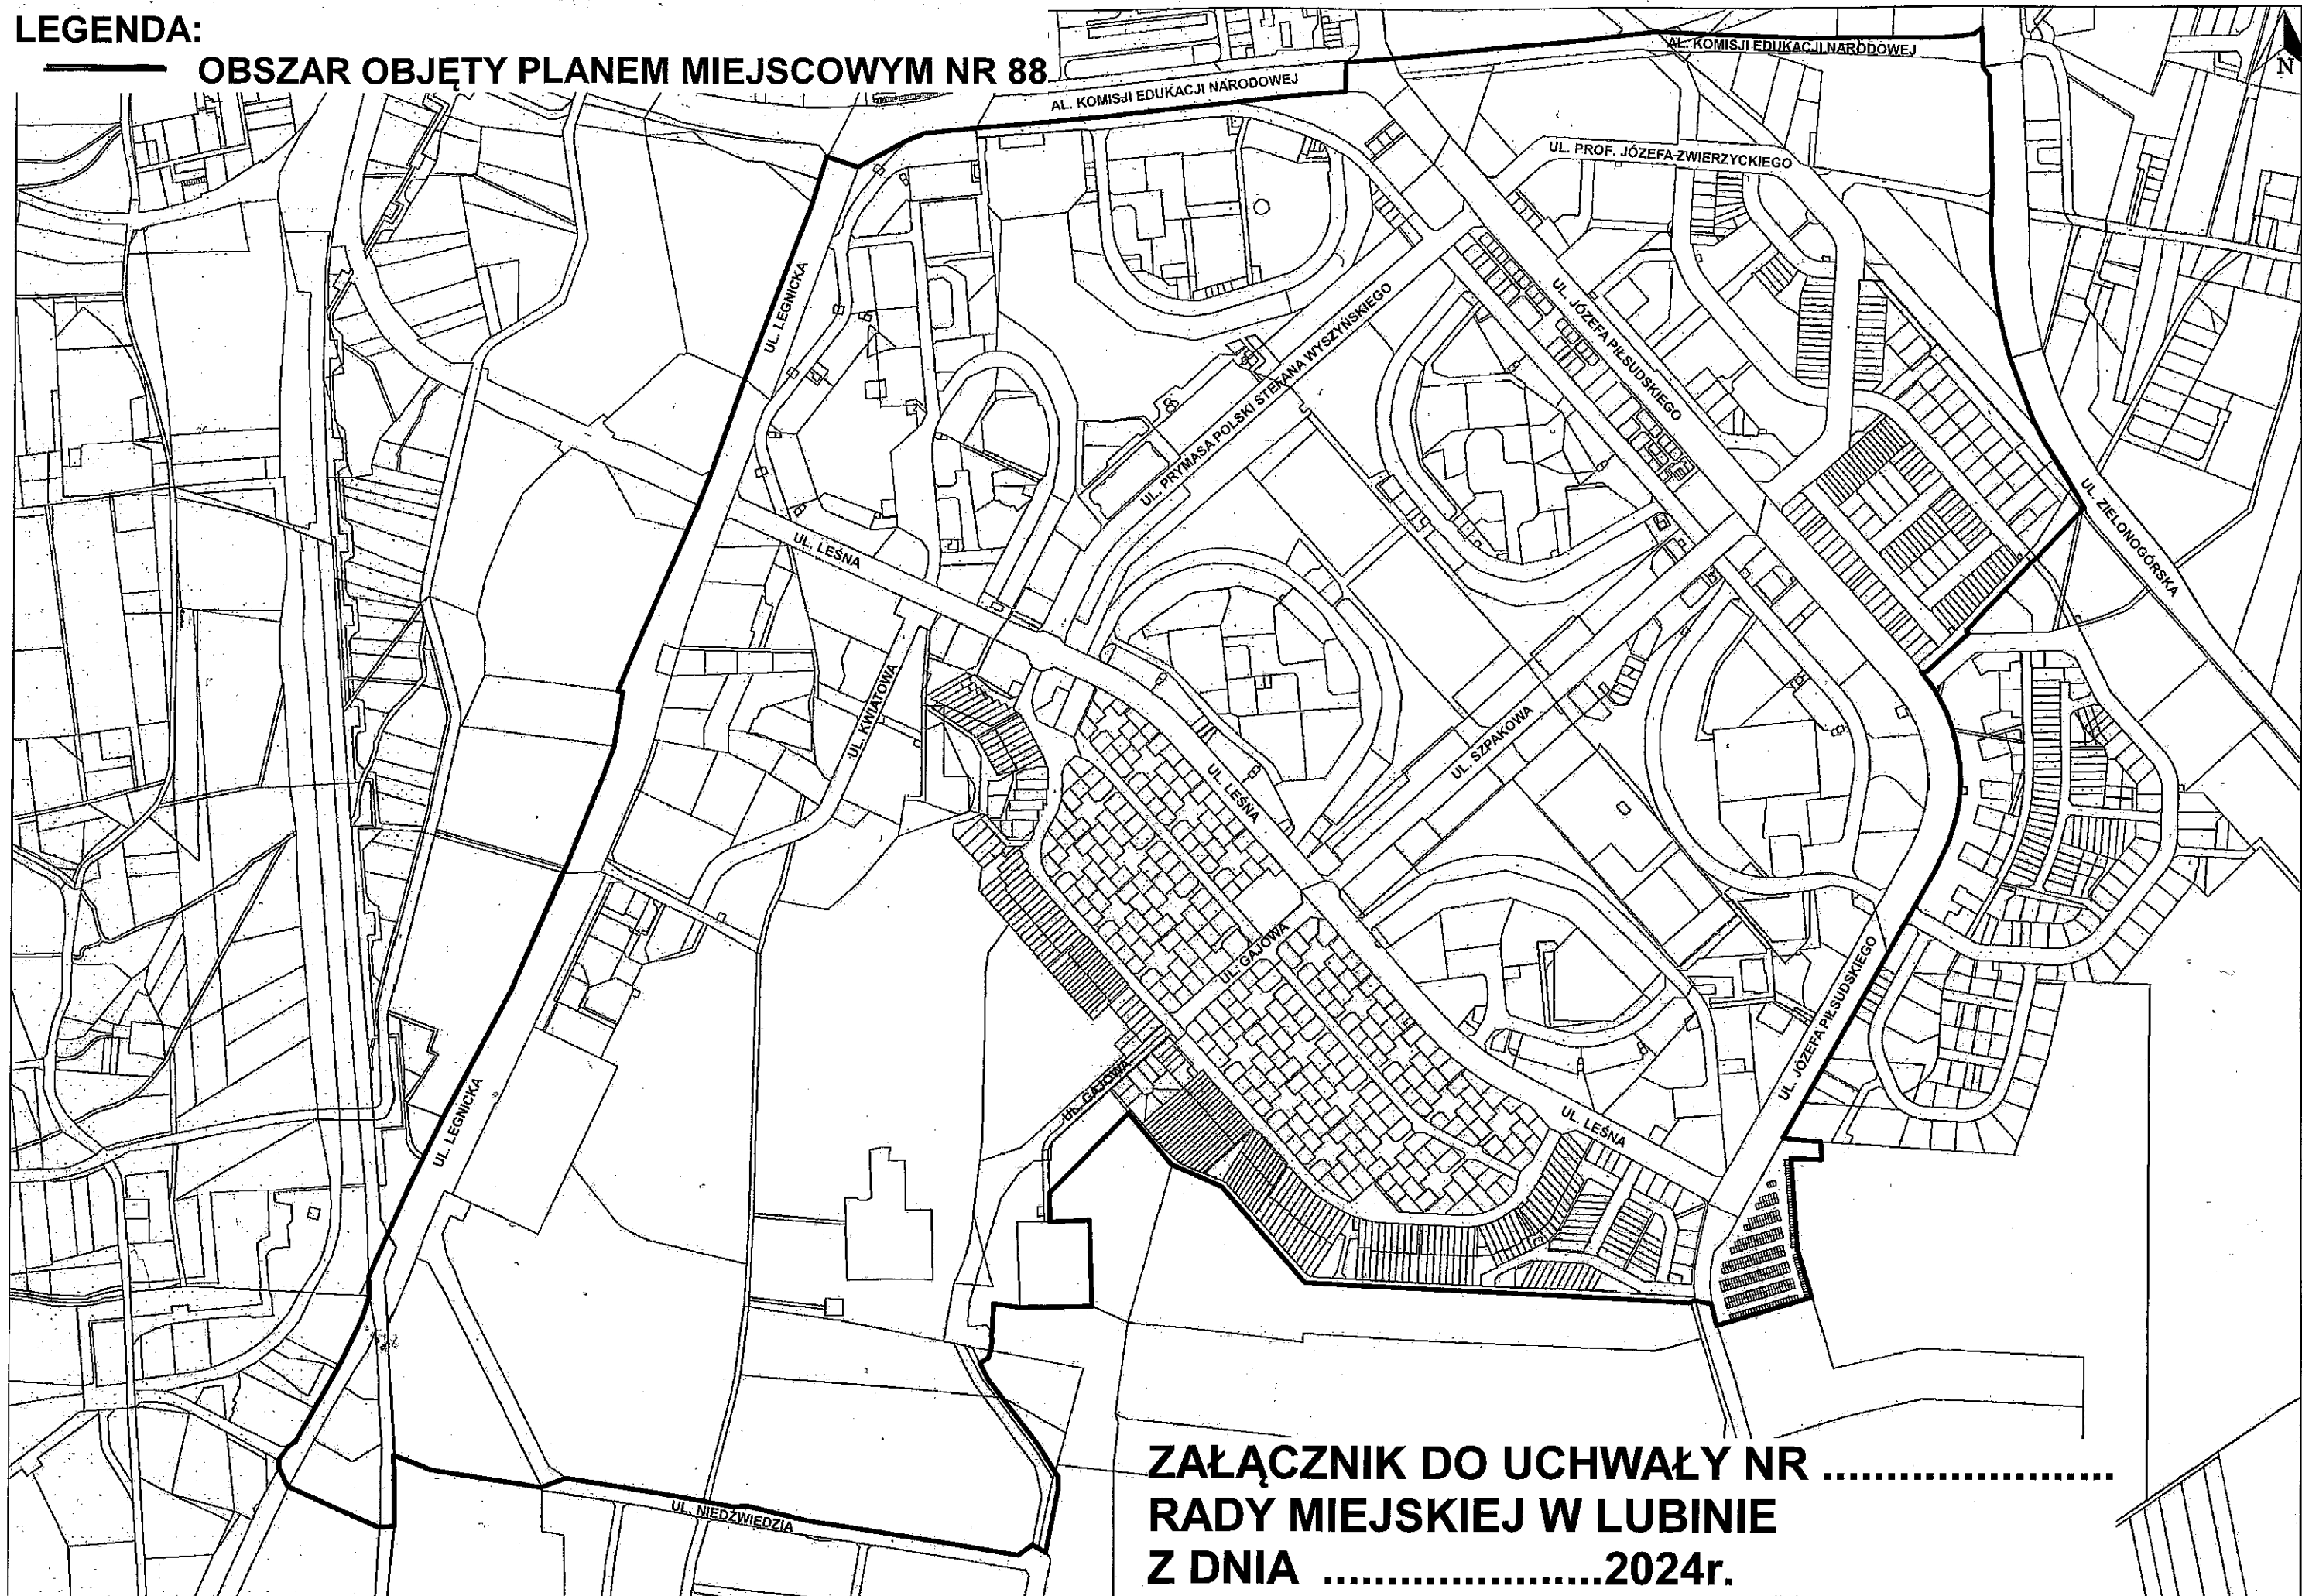 LEGENDA:
OBSZAR OBJĘTY PLANEM MIEJSCOWYM NR 88
AL. KOMISJI EDUKACJI NARODOWEJ
AL. KOMISJI EDUKACJI NARODOWEJ
N
UL. PROF. JÓZEFA ZWIERZYCKIEGO
UL. LEGNICKA
UL. JÓZEFA PIŁSUDSKIEGO
UL. PRYMASA POLSKI STEFANA WYSZYŃSKIEGO
UL. ZIELONOGÓRSKA
UL. LEŚNA
UL. KWIATOWA
UL. SZPAKOWA
UL. LEŚNA
UL. GAJOWA
UL. JÓZEFA PIŁSUDSKIEGO
UL. GAJOWA
UL. LEGNICKA
UL. LEŚNA
UL. NIEDŹWIEDZIA
ZAŁĄCZNIK DO UCHWAŁY NR .......................
RADY MIEJSKIEJ W LUBINIE
Z DNIA ......................2024r.